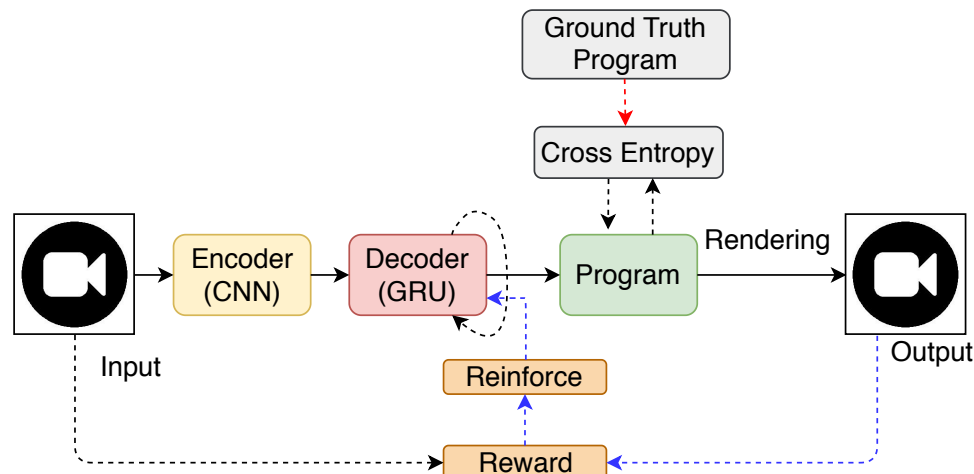 Ground Truth
Program
Cross Entropy
Encoder
(CNN)
Decoder
(GRU)
Program
Rendering
Input
Output
Reinforce
Reward